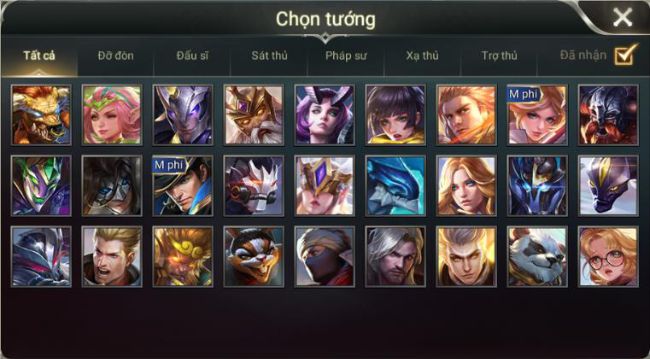 Chọn tướng
Tất cả Đỡ đòn Đấu sĩ Sát thủ Pháp sư Xạ thủ Trợ thủ Đã nhận
M phí
M phí